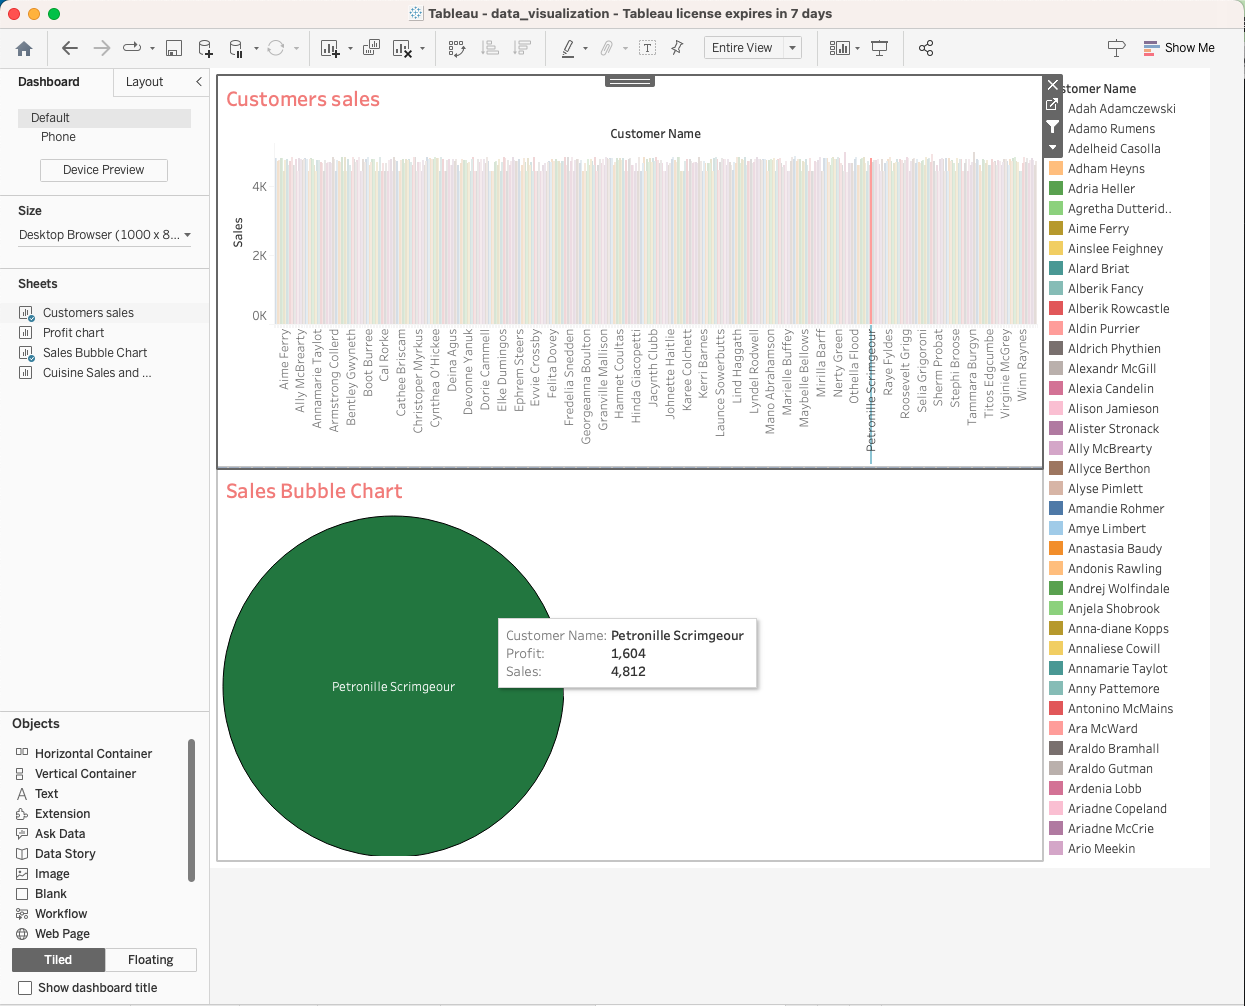 Tableau - data_visualization - Tableau license expires in 7 days
Entire View
Show Me
Dashboard
Layout
Default
Phone
Device Preview
Size
Desktop Browser (1000 x 8...
Sheets
Customers sales
Profit chart
Sales Bubble Chart
Cuisine Sales and ...
Objects
Horizontal Container
Vertical Container
Text
Extension
Ask Data
Data Story
Image
Blank
Workflow
Web Page
Tiled
Floating
Show dashboard title
Customers sales
Customer Name
Sales
4K
2K
0K
Aime Ferry
Ally McBrearty
Annamarie Taylot
Armstrong Collerd
Bentley Gwyneth
Boot Burree
Cal Rorke
Cathee Briscam
Christoper Myrkus
Cynthea O'Hickee
Deina Agus
Devonne Yanuk
Dorie Cammell
Elke Dumingos
Ephrem Steers
Evvie Crossby
Felita Dovey
Fredelia Snedden
Georgeanna Boulton
Granville Mallison
Hammet Coultas
Hinda Giacopetti
Jacynth Clubb
Johnette Haitlie
Karee Colchett
Kerri Barnes
Launce Sowerbutts
Lind Haggath
Lyndel Rodwell
Mano Abrahamson
Marielle Buffey
Maybelle Bellows
Mirilla Barff
Nerty Green
Othella Flood
Petronille Scrimgeour
Raye Fyldes
Roosevelt Grigg
Selia Grigoroni
Sherm Probat
Stephi Broose
Tammara Burgyn
Titos Edgcumbe
Virginie McGrey
Winn Raynes
Sales Bubble Chart
Petronille Scrimgeour
Customer Name: Petronille Scrimgeour
Profit: 1,604
Sales: 4,812
stomer Name
Adah Adamczewski
Adamo Rumens
Adelheid Casolla
Adham Heyns
Adria Heller
Agretha Dutterid..
Aime Ferry
Ainslee Feighney
Alard Briat
Alberik Fancy
Alberik Rowcastle
Aldin Purrier
Aldrich Phythien
Alexandr McGill
Alexia Candelin
Alison Jamieson
Alister Stronack
Ally McBrearty
Allyce Berthon
Alyse Pimlett
Amandie Rohmer
Amye Limbert
Anastasia Baudy
Andonis Rawling
Andrej Wolfindale
Anjela Shobrook
Anna-diane Kopps
Annaliese Cowill
Annamarie Taylot
Anny Pattemore
Antonino McMains
Ara McWard
Araldo Bramhall
Araldo Gutman
Ardenia Lobb
Ariadne Copeland
Ariadne McCrie
Ario Meekin